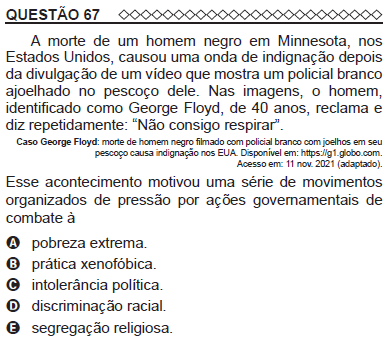 QUESTÃO 67
A morte de um homem negro em Minnesota, nos
Estados Unidos, causou uma onda de indignação depois
da divulgação de um vídeo que mostra um policial branco
ajoelhado no pescoço dele. Nas imagens, o homem,
identificado como George Floyd, de 40 anos, reclama e
diz repetidamente: “Não consigo respirar”.
Caso George Floyd: morte de homem negro filmado com policial branco com joelhos em seu
pescoço causa indignação nos EUA. Disponível em: https://g1.globo.com.
Acesso em: 11 nov. 2021 (adaptado).
Esse acontecimento motivou uma série de movimentos
organizados de pressão por ações governamentais de
combate à
A pobreza extrema.
B prática xenofóbica.
C intolerância política.
D discriminação racial.
E segregação religiosa.